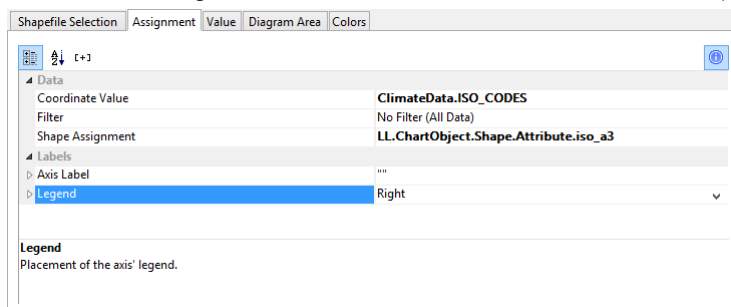 Shapefile Selection Assignment Value Diagram Area Colors
Data
Coordinate Value ClimateData.ISO_CODES
Filter No Filter (All Data)
Shape Assignment LL.ChartObject.Shape.Attribute.iso_a3
Labels
Axis Label ""
Legend Right
Legend
Placement of the axis' legend.